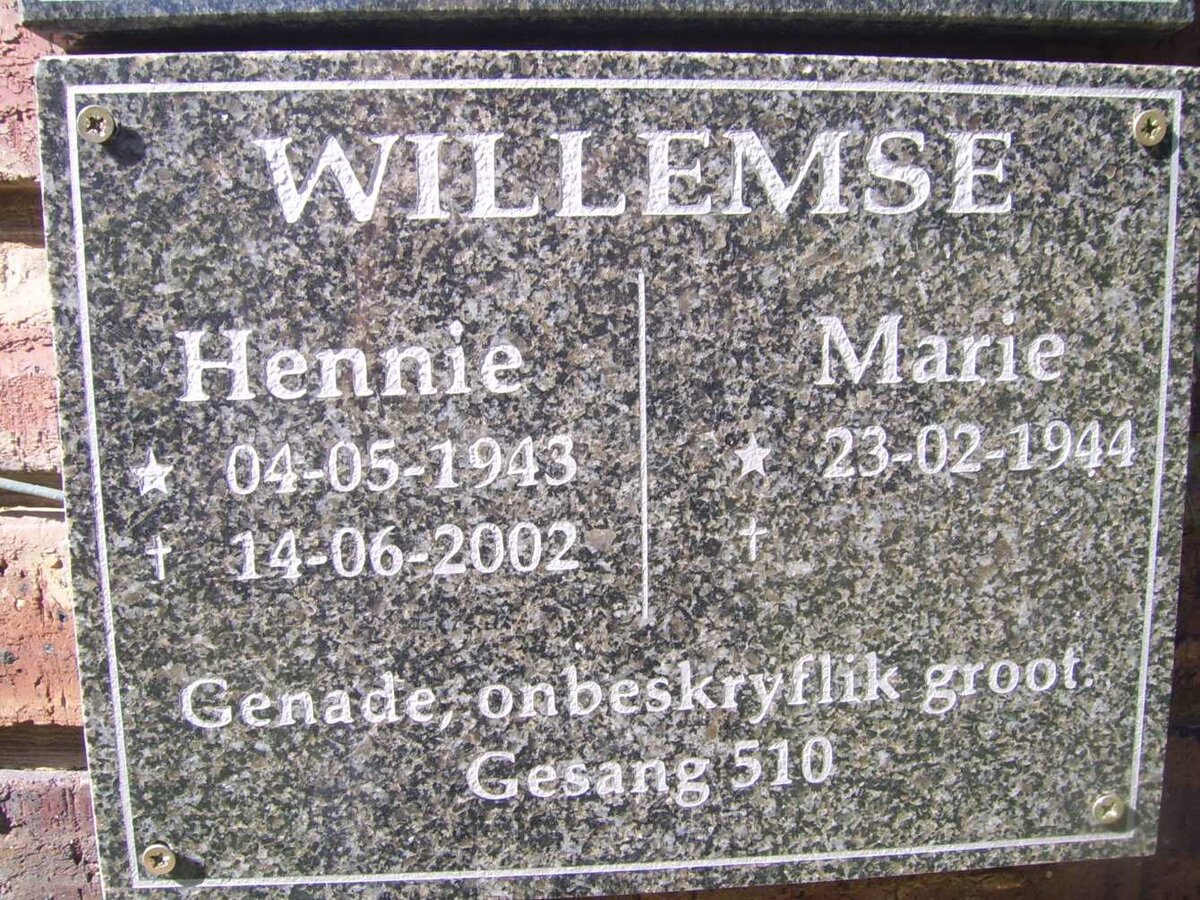 WILLEMSE
Hennie
★ 04-05-1943
† 14-06-2002
Marie
★ 23-02-1944
†
Genade, onbeskryflik groot.
Gesang 510